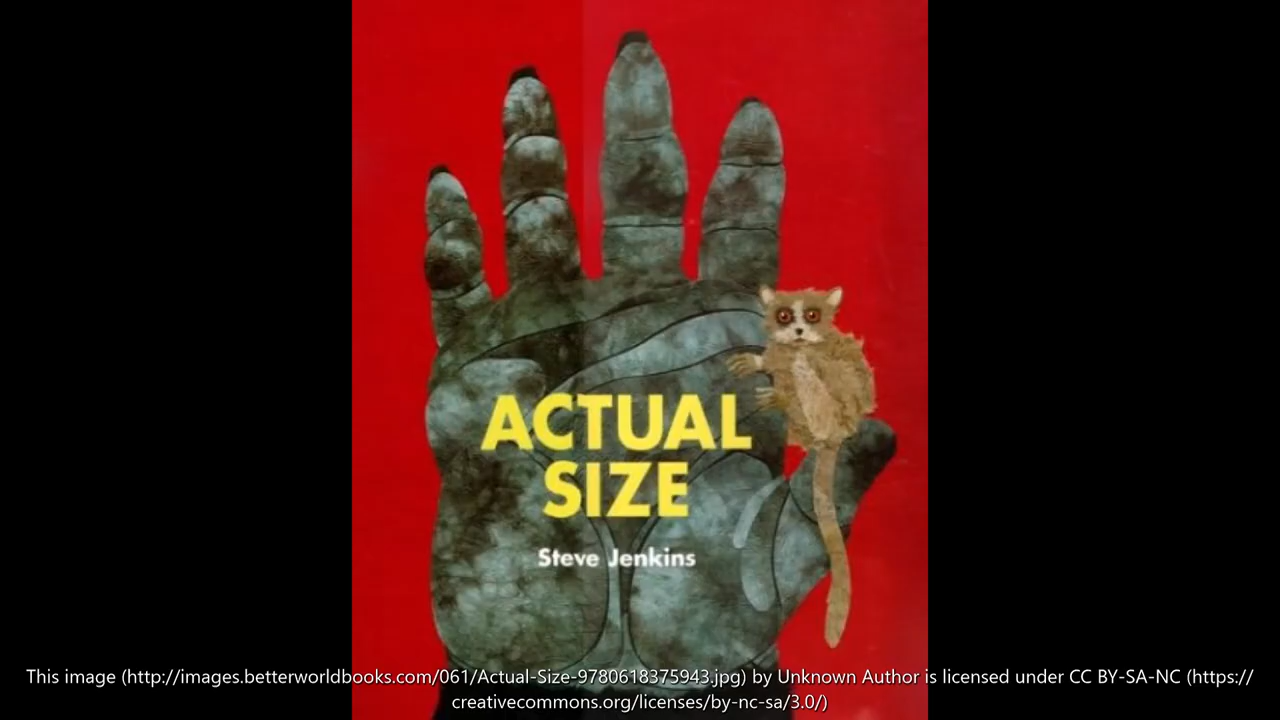 ACTUAL
SIZE
Steve Jenkins
This image (http://images.betterworldbooks.com/061/Actual-Size-9780618375943.jpg) by Unknown Author is licensed under CC BY-SA-NC (https://
creativecommons.org/licenses/by-nc-sa/3.0/)